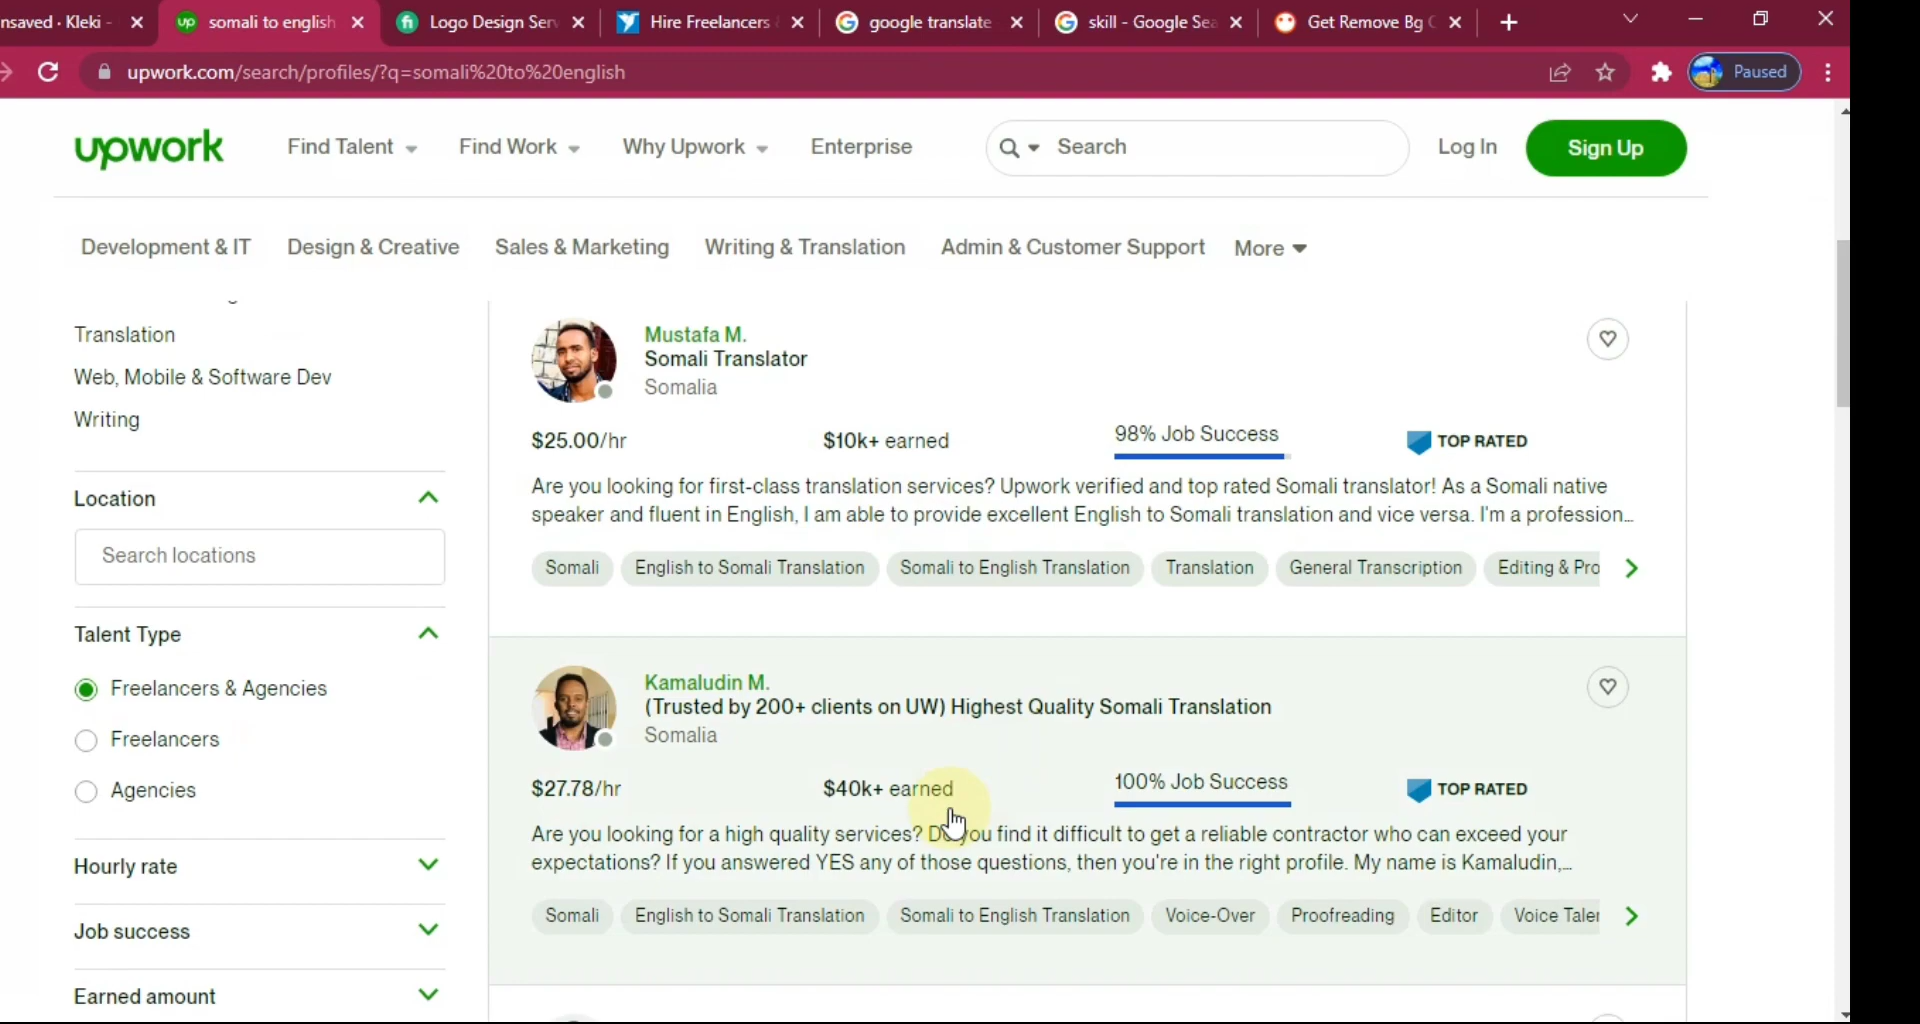 nsaved - Kleki -
up somali to english
fi Logo Design Ser
Hire Freelancers
google translate
skill - Google Sea
Get Remove Bg
upwork.com/search/profiles/?q=somali%20to%20english
Paused
upwork Find Talent Find Work Why Upwork Enterprise Search Log In Sign Up
Development & IT Design & Creative Sales & Marketing Writing & Translation Admin & Customer Support More
Translation
Web, Mobile & Software Dev
Writing
Location
Search locations
Talent Type
Freelancers & Agencies
Freelancers
Agencies
Hourly rate
Job success
Earned amount
Mustafa M.
Somali Translator
Somalia
$25.00/hr $10k+ earned 98% Job Success TOP RATED
Are you looking for first-class translation services? Upwork verified and top rated Somali translator! As a Somali native
speaker and fluent in English, I am able to provide excellent English to Somali translation and vice versa. I'm a profession...
Somali English to Somali Translation Somali to English Translation Translation General Transcription Editing & Pro
Kamaludin M.
(Trusted by 200+ clients on UW) Highest Quality Somali Translation
Somalia
$27.78/hr $40k+ earned 100% Job Success TOP RATED
Are you looking for a high quality services? Do you find it difficult to get a reliable contractor who can exceed your
expectations? If you answered YES any of those questions, then you're in the right profile. My name is Kamaludin,...
Somali English to Somali Translation Somali to English Translation Voice-Over Proofreading Editor Voice Taler